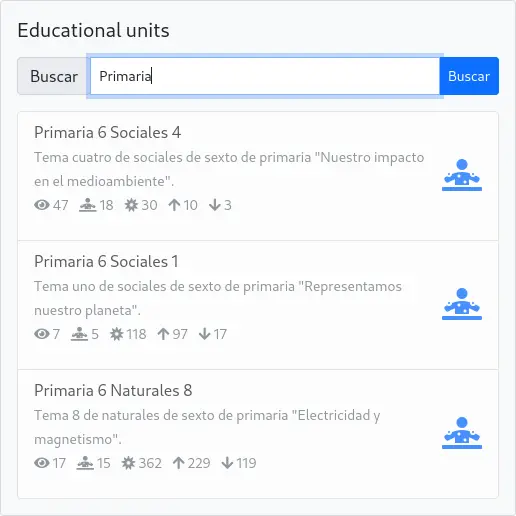 Educational units
Buscar Primaria Buscar
Primaria 6 Sociales 4
Tema cuatro de sociales de sexto de primaria "Nuestro impacto
en el medioambiente".
47 18 30 10 3
Primaria 6 Sociales 1
Tema uno de sociales de sexto de primaria "Representamos
nuestro planeta".
7 5 118 97 17
Primaria 6 Naturales 8
Tema 8 de naturales de sexto de primaria "Electricidad y
magnetismo".
17 15 362 229 119